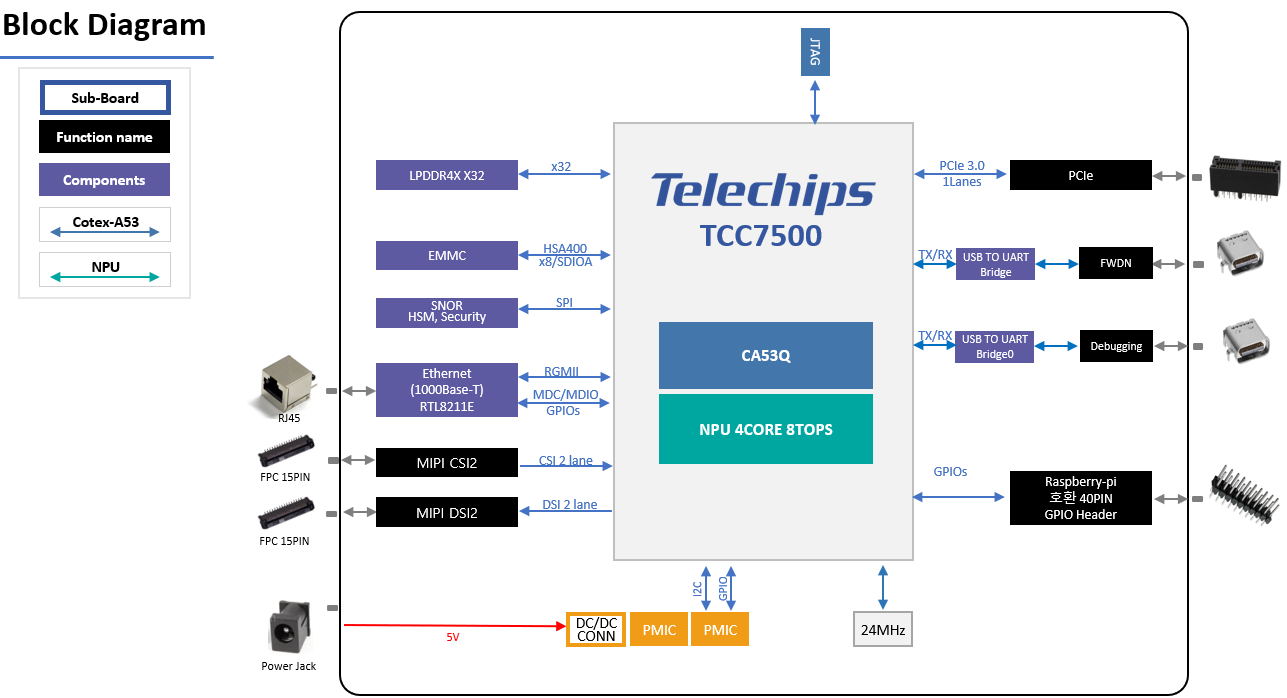 Block Diagram
Sub-Board
Function name
Components
Cotex-A53
NPU
JTAG
LPDDR4X X32
x32
EMMC
HSA400
x8/SDIOA
SNOR
HSM, Security
SPI
Ethernet
(1000Base-T)
RTL8211E
RGMII
MDC/MDIO
GPIOs
RJ45
MIPI CSI2
CSI 2 lane
FPC 15PIN
MIPI DSI2
DSI 2 lane
FPC 15PIN
Telechips
TCC7500
CA53Q
NPU 4CORE 8TOPS
PCIe 3.0
1Lanes
PCIe
TX/RX
USB TO UART
Bridge
FWDN
TX/RX
USB TO UART
Bridge0
Debugging
GPIOs
Raspberry-pi
호환 40PIN
GPIO Header
I2C
GPIO
Power Jack
5V
DC/DC
CONN
PMIC
PMIC
24MHz